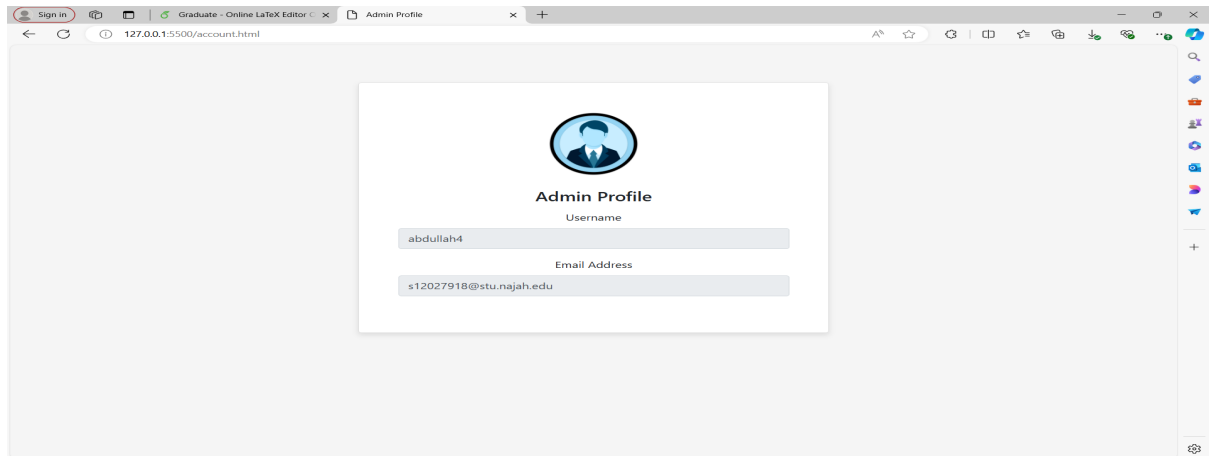 Sign in
Graduate - Online LaTeX Editor
Admin Profile
127.0.0.1:5500/account.html
Admin Profile
Username
abdullah4
Email Address
s12027918@stu.najah.edu